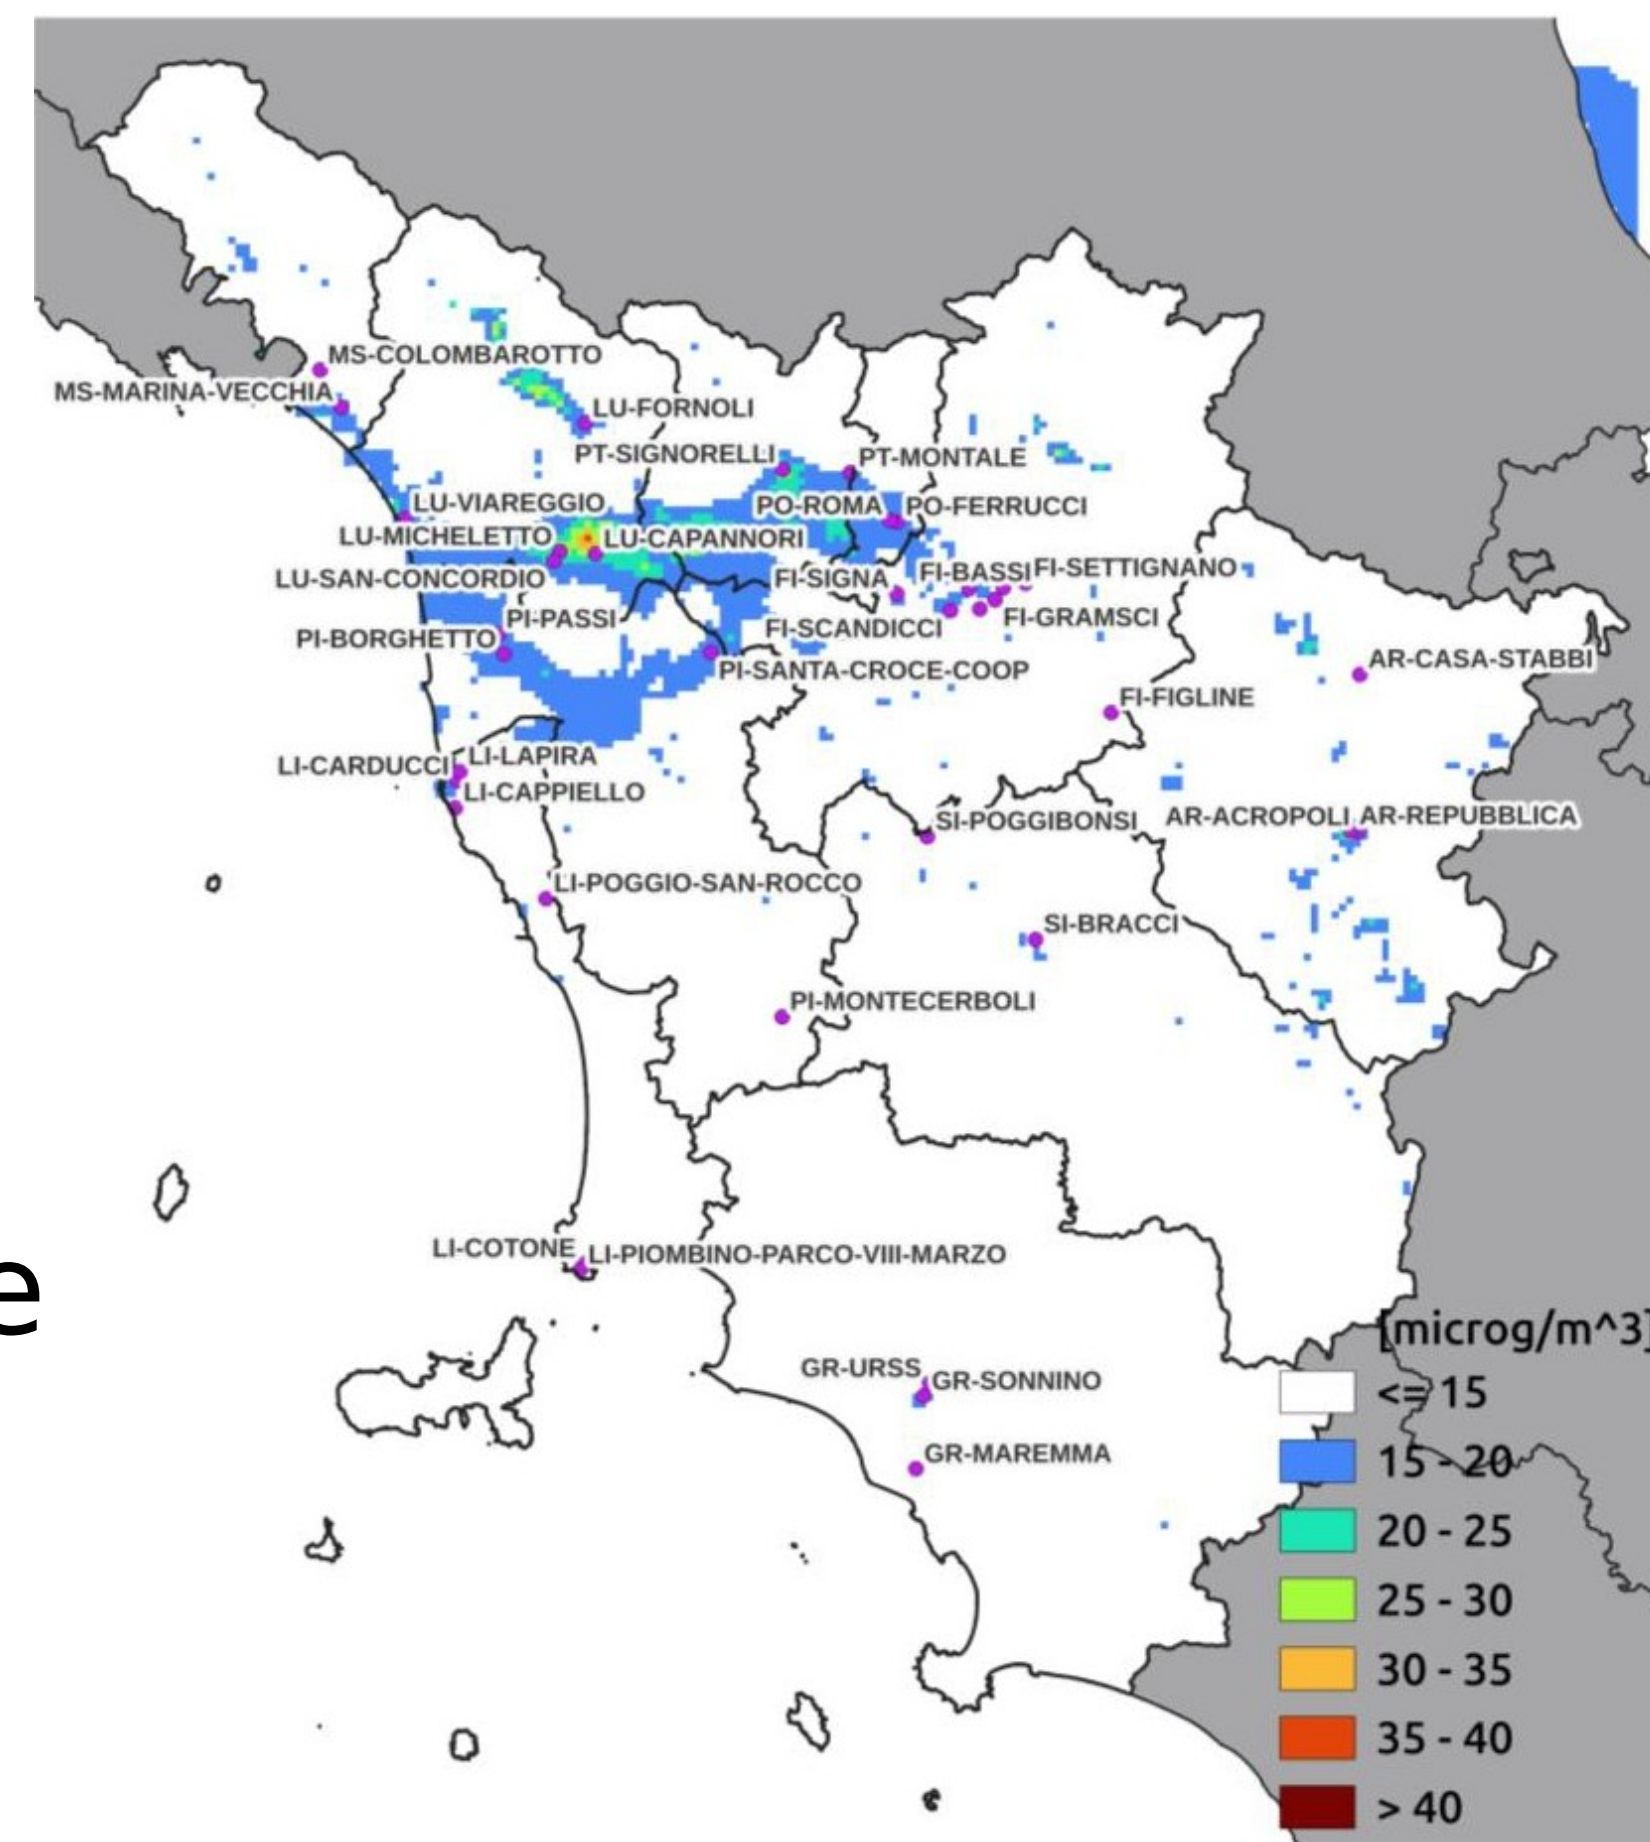 MS-COLOMBAROTTO
MS-MARINA-VECCHIA
LU-FORNOLI
PT-SIGNORELLI
PT-MONTALE
LU-VIAREGGIO
PO-ROMA
PO-FERRUCCI
LU-MICHELETTO
LU-CAPANNORI
LU-SAN-CONCORDIO
FI-SIGNA
FI-BASSI
FI-SETTIGNANO
PI-PASSI
FI-GRAMSCI
PI-BORGHETTO
FI-SCANDICCI
AR-CASA-STABBI
PI-SANTA-CROCE-COOP
FI-FIGLINE
LI-CARDUCCI
LI-LAPIRA
LI-CAPPIELLO
SI-POGGIBONSI
AR-ACROPOLI
AR-REPUBBLICA
LI-POGGIO-SAN-ROCCO
SI-BRACCI
PI-MONTECERBOLI
LI-COTONE
LI-PIOMBINO-PARCO-VIII-MARZO
e
GR-URSS
GR-SONNINO
GR-MAREMMA
[microg/m^3]
<= 15
15 - 20
20 - 25
25 - 30
30 - 35
35 - 40
> 40